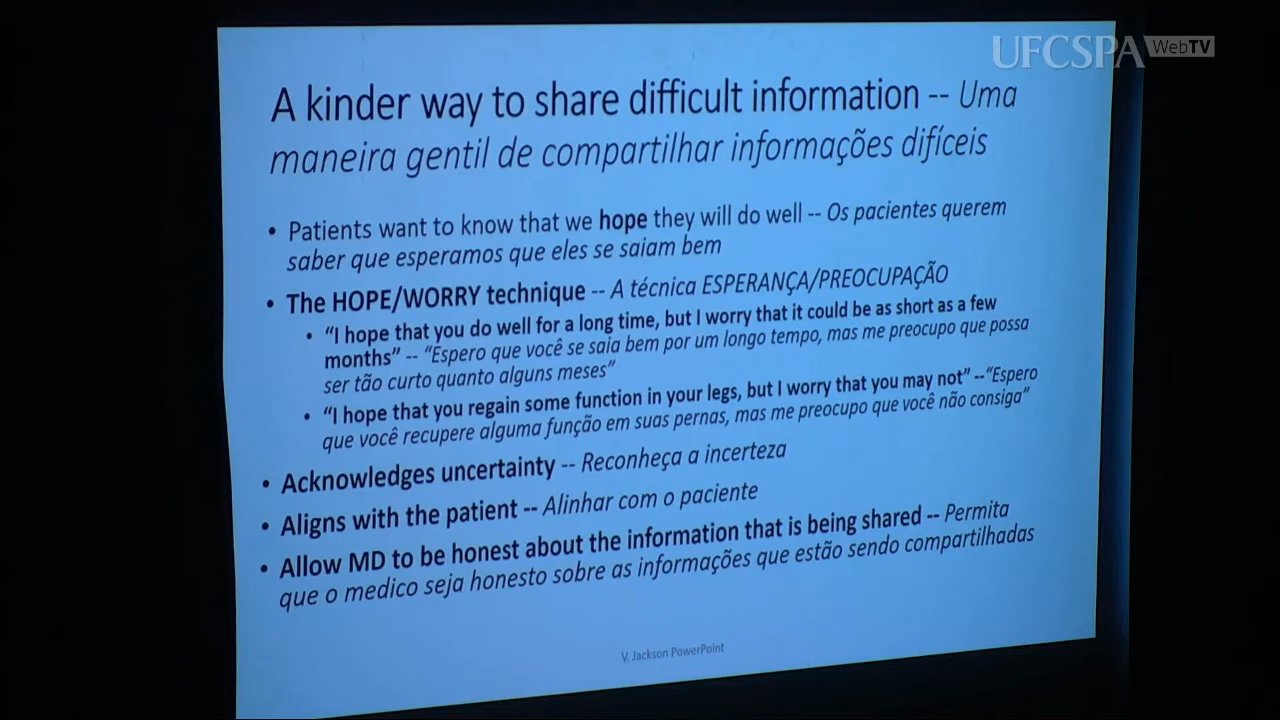 UFCSPA WebTV
A kinder way to share difficult information -- Uma
maneira gentil de compartilhar informações difíceis
• Patients want to know that we hope they will do well -- Os pacientes querem
saber que esperamos que eles se saiam bem
• The HOPE/WORRY technique -- A técnica ESPERANÇA/PREOCUPAÇÃO
• “I hope that you do well for a long time, but I worry that it could be as short as a few
months” -- “Espero que você se saia bem por um longo tempo, mas me preocupo que possa
ser tão curto quanto alguns meses”
• “I hope that you regain some function in your legs, but I worry that you may not” --“Espero
que você recupere alguma função em suas pernas, mas me preocupo que você não consiga”
• Acknowledges uncertainty -- Reconheça a incerteza
• Aligns with the patient -- Alinhar com o paciente
• Allow MD to be honest about the information that is being shared -- Permita
que o medico seja honesto sobre as informações que estão sendo compartilhadas
V. Jackson PowerPoint